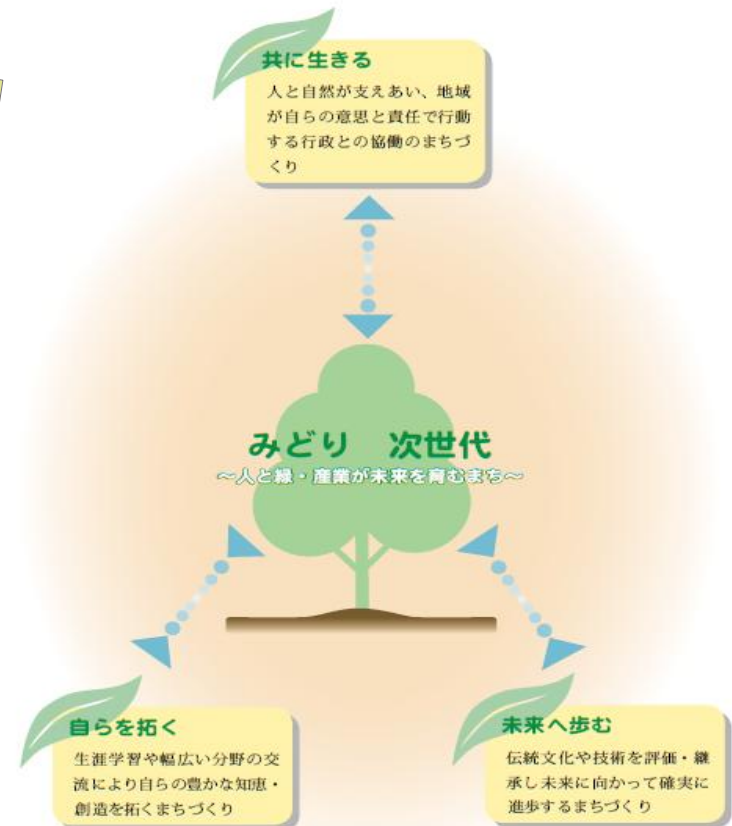 共に生きる
人と自然が支えあい、地域
が自らの意思と責任で行動
する行政との協働のまちづ
くり
みどり　次世代
～人と緑・産業が未来を育むまち～
自らを拓く
生涯学習や幅広い分野の交
流により自らの豊かな知恵・
創造を拓くまちづくり
未来へ歩む
伝統文化や技術を評価・継
承し未来に向かって確実に
進歩するまちづくり